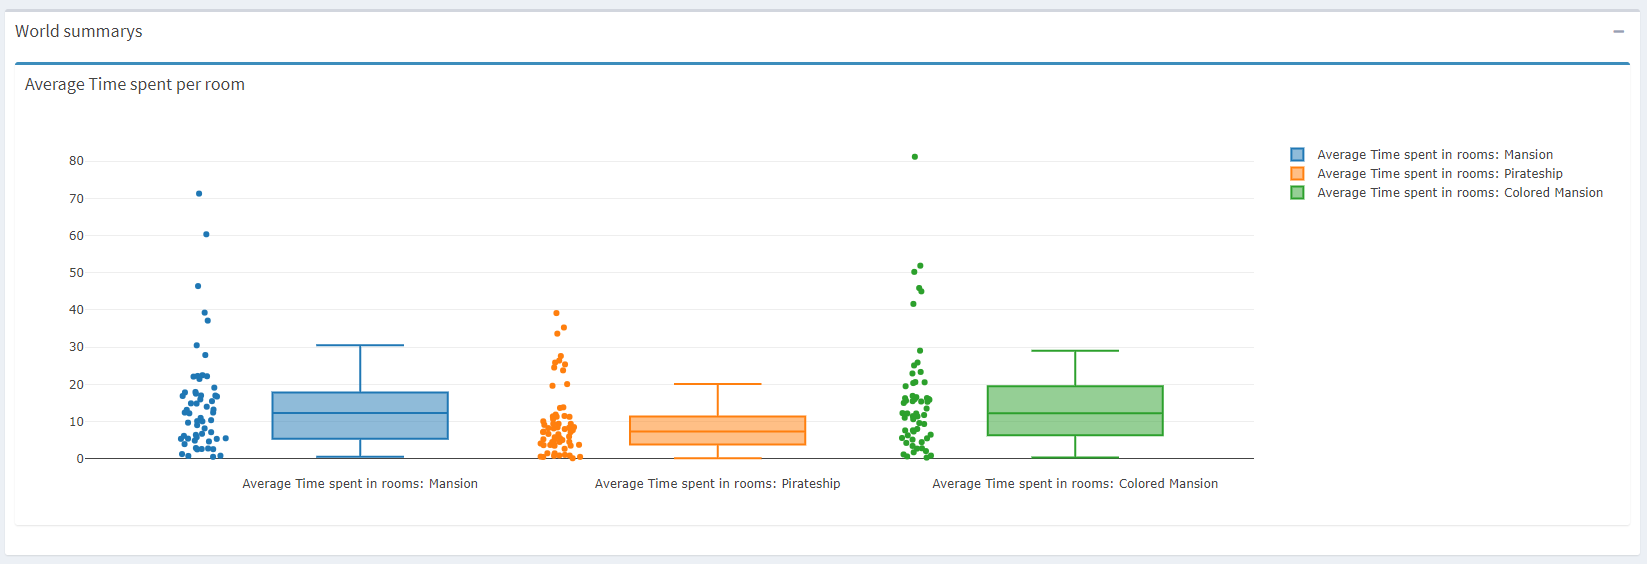 World summarys
Average Time spent per room
80
70
60
50
40
30
20
10
0
Average Time spent in rooms: Mansion
Average Time spent in rooms: Pirateship
Average Time spent in rooms: Colored Mansion
Average Time spent in rooms: Mansion
Average Time spent in rooms: Pirateship
Average Time spent in rooms: Colored Mansion